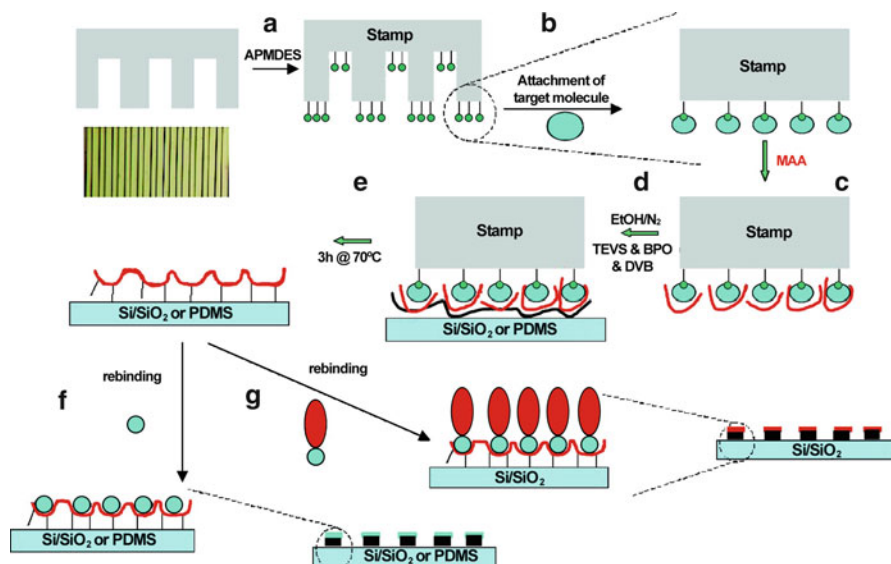 a
APMDES
Stamp
b
Attachment of
target molecule
Stamp
MAA
c
Stamp
d
EtOH/N₂
TEVS & BPO
& DVB
e
Stamp
Si/SiO₂ or PDMS
3h @ 70ºC
Si/SiO₂ or PDMS
f
rebinding
g
rebinding
Si/SiO₂
Si/SiO₂
Si/SiO₂ or PDMS
Si/SiO₂ or PDMS